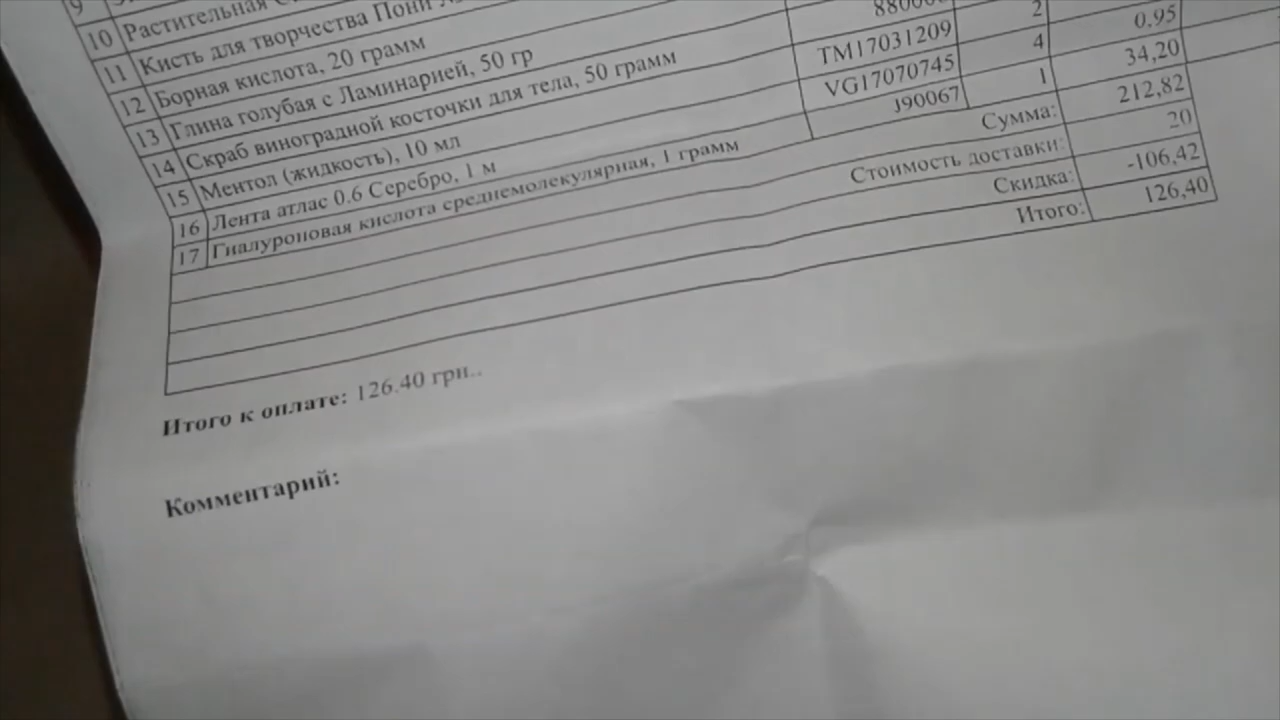 9
10 Растительная
11 Кисть для творчества Пони
12 Борная кислота, 20 грамм
13 Глина голубая с Ламинарией, 50 гр
14 Скраб виноградной косточки для тела, 50 грамм
15 Ментол (жидкость), 10 мл 2 0,95
16 Лента атлас 0.6 Серебро, 1 м TM17031209 4 34,20
17 Гиалуроновая кислота среднемолекулярная, 1 грамм VG17070745 1
J90067
Сумма: 212,82
Стоимость доставки: 20
Скидка: -106,42
Итого: 126,40
Итого к оплате: 126.40 грн..
Комментарий: